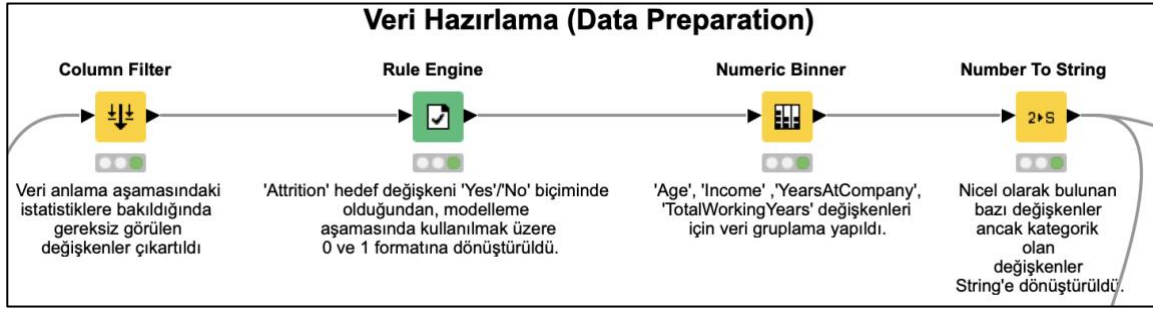 Veri Hazırlama (Data Preparation)
Column Filter
Rule Engine
Numeric Binner
Number To String
2▸S
Veri anlama aşamasındaki
istatistiklere bakıldığında
gereksiz görülen
değişkenler çıkartıldı
'Attrition' hedef değişkeni 'Yes'/'No' biçiminde
olduğundan, modelleme
aşamasında kullanılmak üzere
0 ve 1 formatına dönüştürüldü.
'Age', 'Income' ,'YearsAtCompany',
'TotalWorkingYears' değişkenleri
için veri gruplama yapıldı.
Nicel olarak bulunan
bazı değişkenler
ancak kategorik
olan
değişkenler
String'e dönüştürüldü.